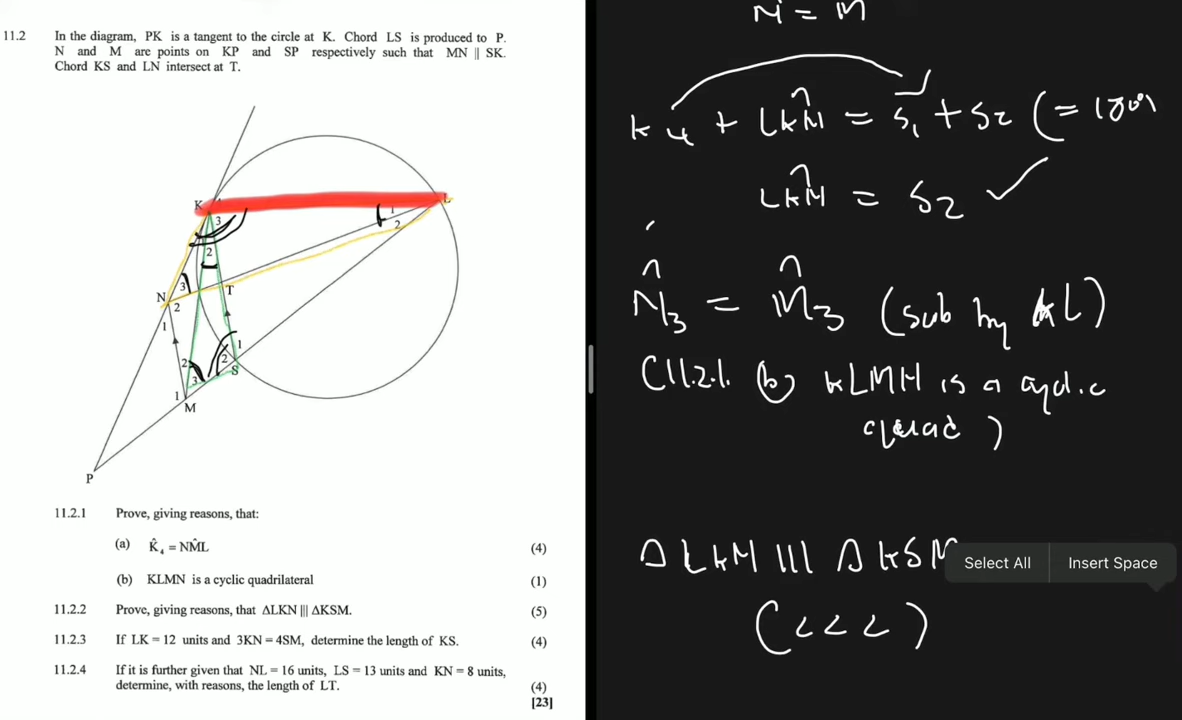 11.2 In the diagram, PK is a tangent to the circle at K. Chord LS is produced to P.
N and M are points on KP and SP respectively such that MN || SK.
Chord KS and LN intersect at T.
K
3
1
L
2
2
3
T
N
2
1
1
2
2
S
3
1
M
P
11.2.1 Prove, giving reasons, that:
(a) K̂₄ = NM̂L (4)
(b) KLMN is a cyclic quadrilateral (1)
11.2.2 Prove, giving reasons, that ΔLKN ||| ΔKSM. (5)
11.2.3 If LK = 12 units and 3KN = 4SM, determine the length of KS. (4)
11.2.4 If it is further given that NL = 16 units, LS = 13 units and KN = 8 units,
determine, with reasons, the length of LT. (4)
[23]
N = M
K4 + LK̂M = S1 + S2 (= 180°)
LK̂M = S2 ✓
N̂3 = M̂3 (sub by KL)
C11.2.1. (b) KLMH is a cyclic
quad )
Δ LKM ||| Δ KSM
(<<<)
Select All
Insert Space